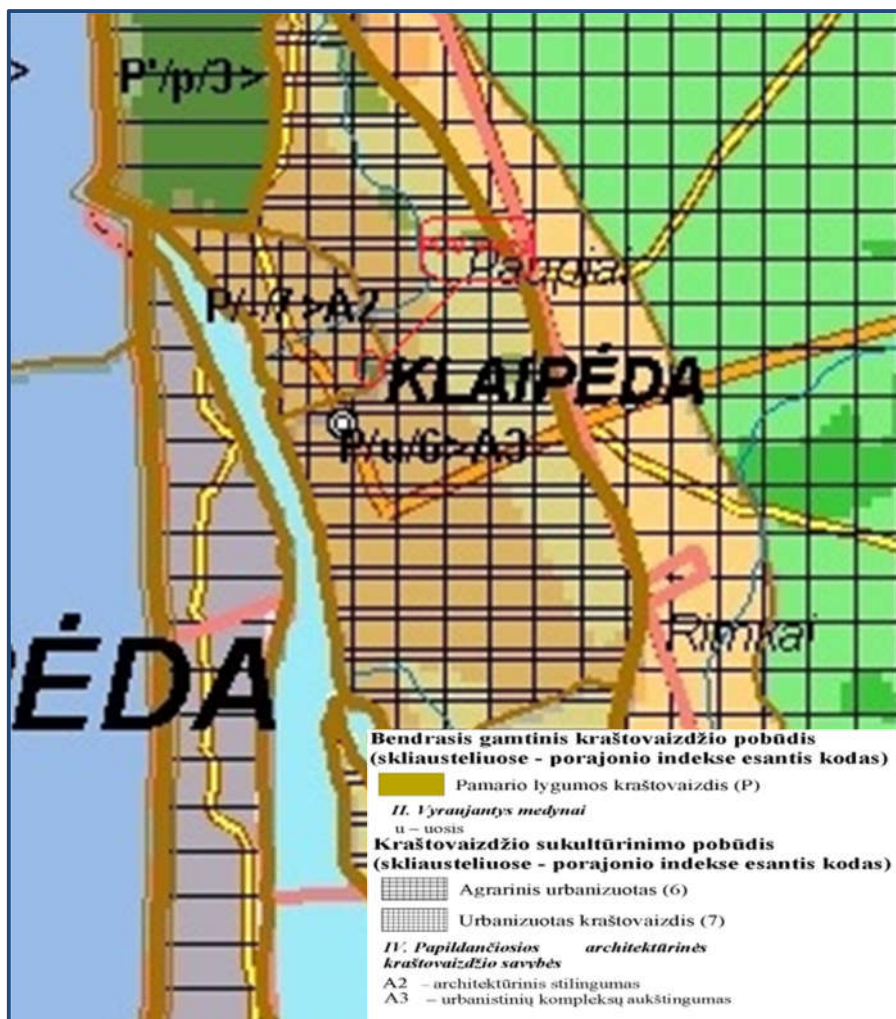 >
P'/p/3>
Raupiai
P/-/7>A2
KLAIPĖDA
P/u/6>A3
Rimkai
ĖDA
Bendrasis gamtinis kraštovaizdžio pobūdis
(skliausteliuose - porajonio indekse esantis kodas)
Pamario lygumos kraštovaizdis (P)
II. Vyraujantys medynai
u – uosis
Kraštovaizdžio sukultūrinimo pobūdis
(skliausteliuose - porajonio indekse esantis kodas)
Agrarinis urbanizuotas (6)
Urbanizuotas kraštovaizdis (7)
IV. Papildančiosios architektūrinės
kraštovaizdžio savybės
A2 – architektūrinis stilingumas
A3 – urbanistinių kompleksų aukštingumas